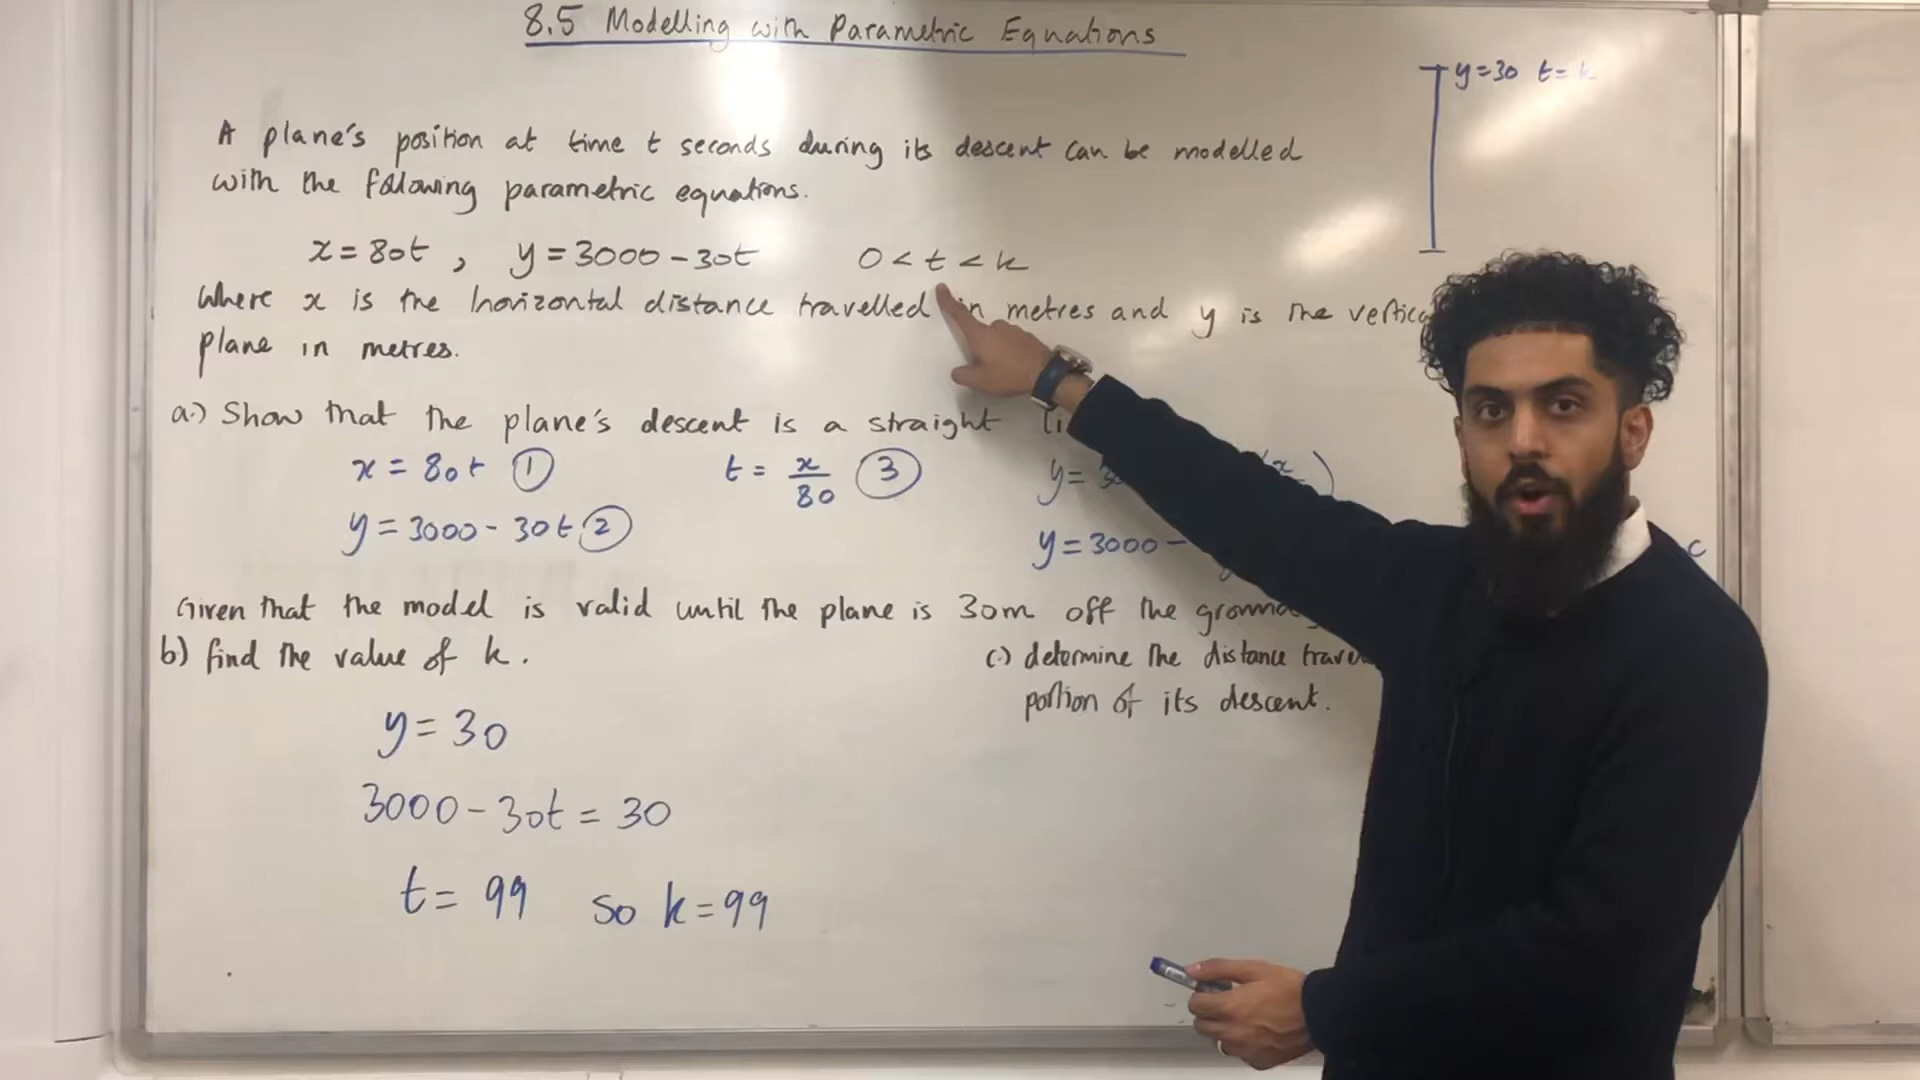 8.5 Modelling with Parametric Equations
y=30 t=k
A plane's position at time t seconds during its descent can be modelled
with the following parametric equations.
x=80t, y=3000-30t 0<t<k
Where x is the horizontal distance travelled in metres and y is the
plane in metres.
a.) Show that the plane's descent is a straight
x = 80t ① t = x/80 ③ y=
y = 3000 - 30t ② y = 3000 -
c
Given that the model is valid until the plane is 30m off the ground
b) find the value of k. c.) determine the distance
portion of its descent.
y = 30
3000-30t = 30
t = 99 so k=99